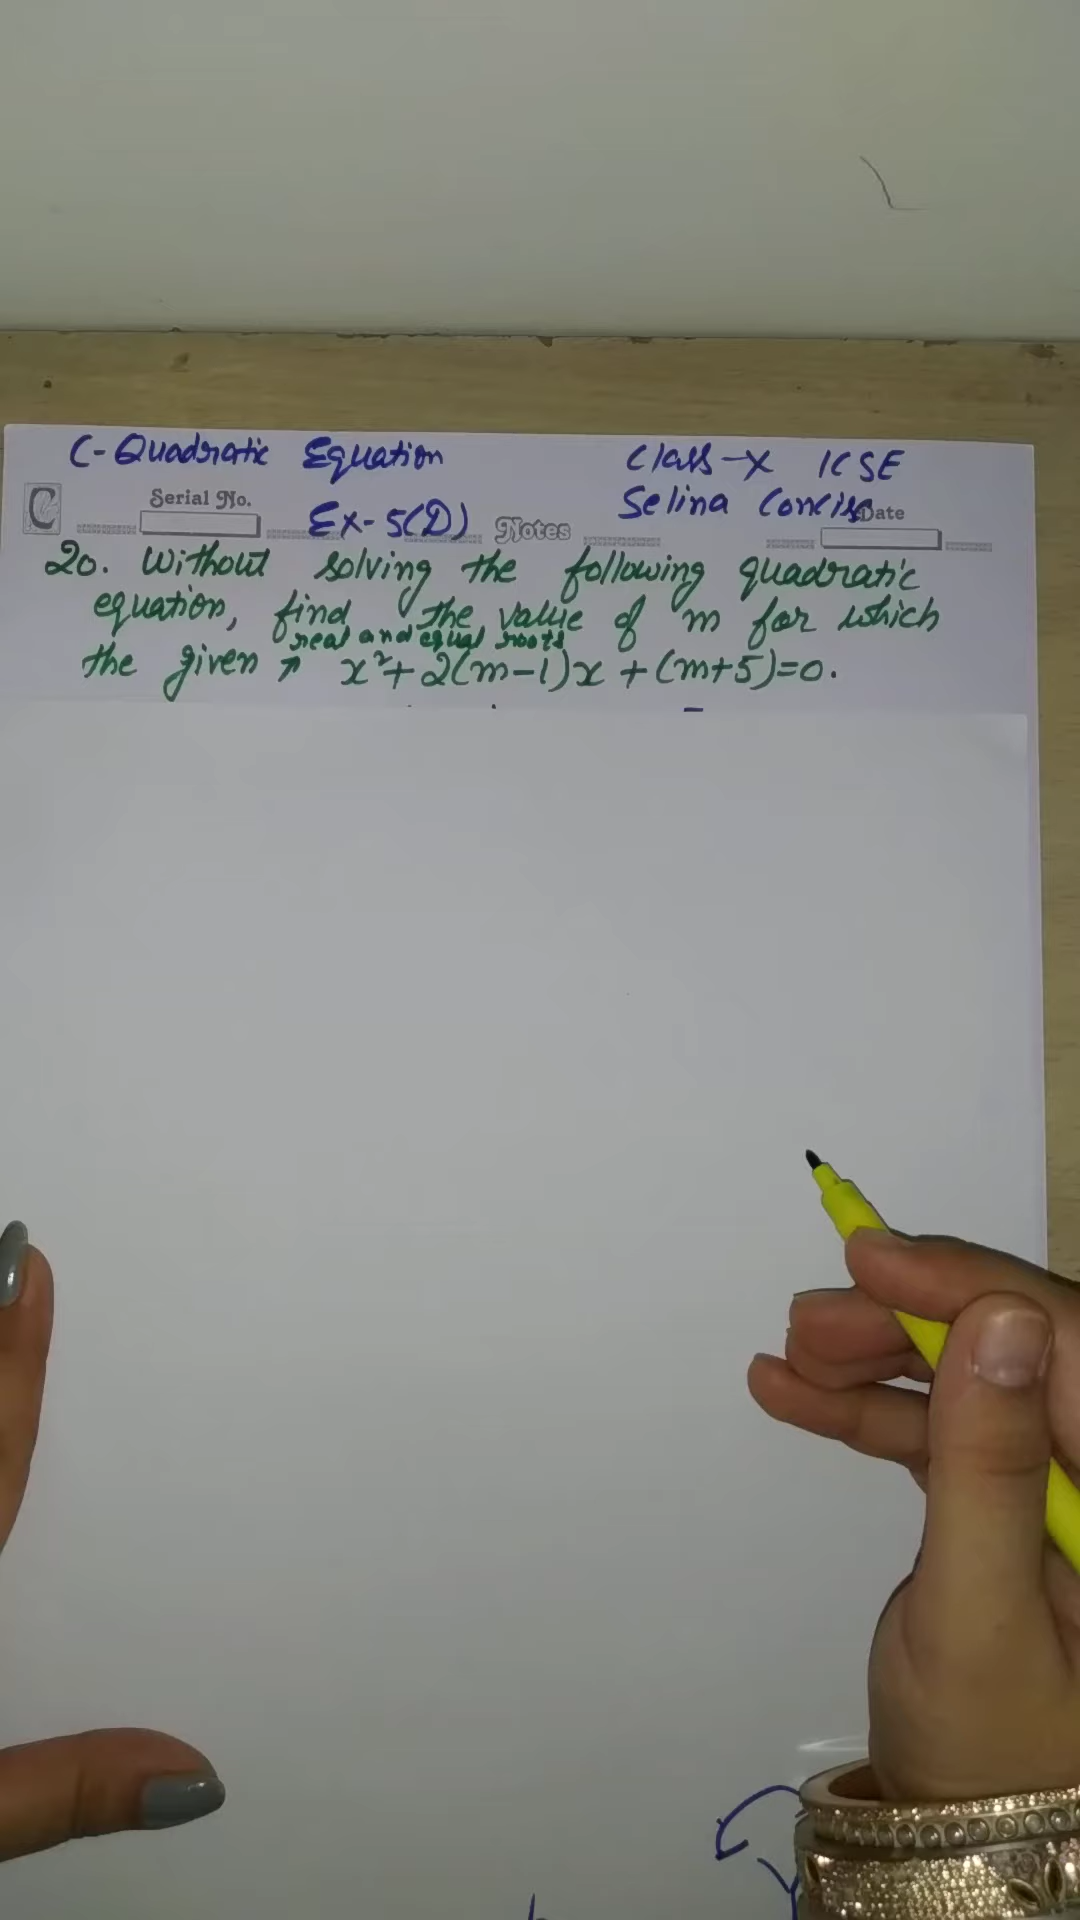 C-Quadratic Equation Class-X ICSE
Selina Concise
C Serial No. Ex-5(D) Notes Date
20. Without solving the following quadratic
equation, find the value of m for which
real and equal roots
the given ↗ x²+2(m-1)x+(m+5)=0.